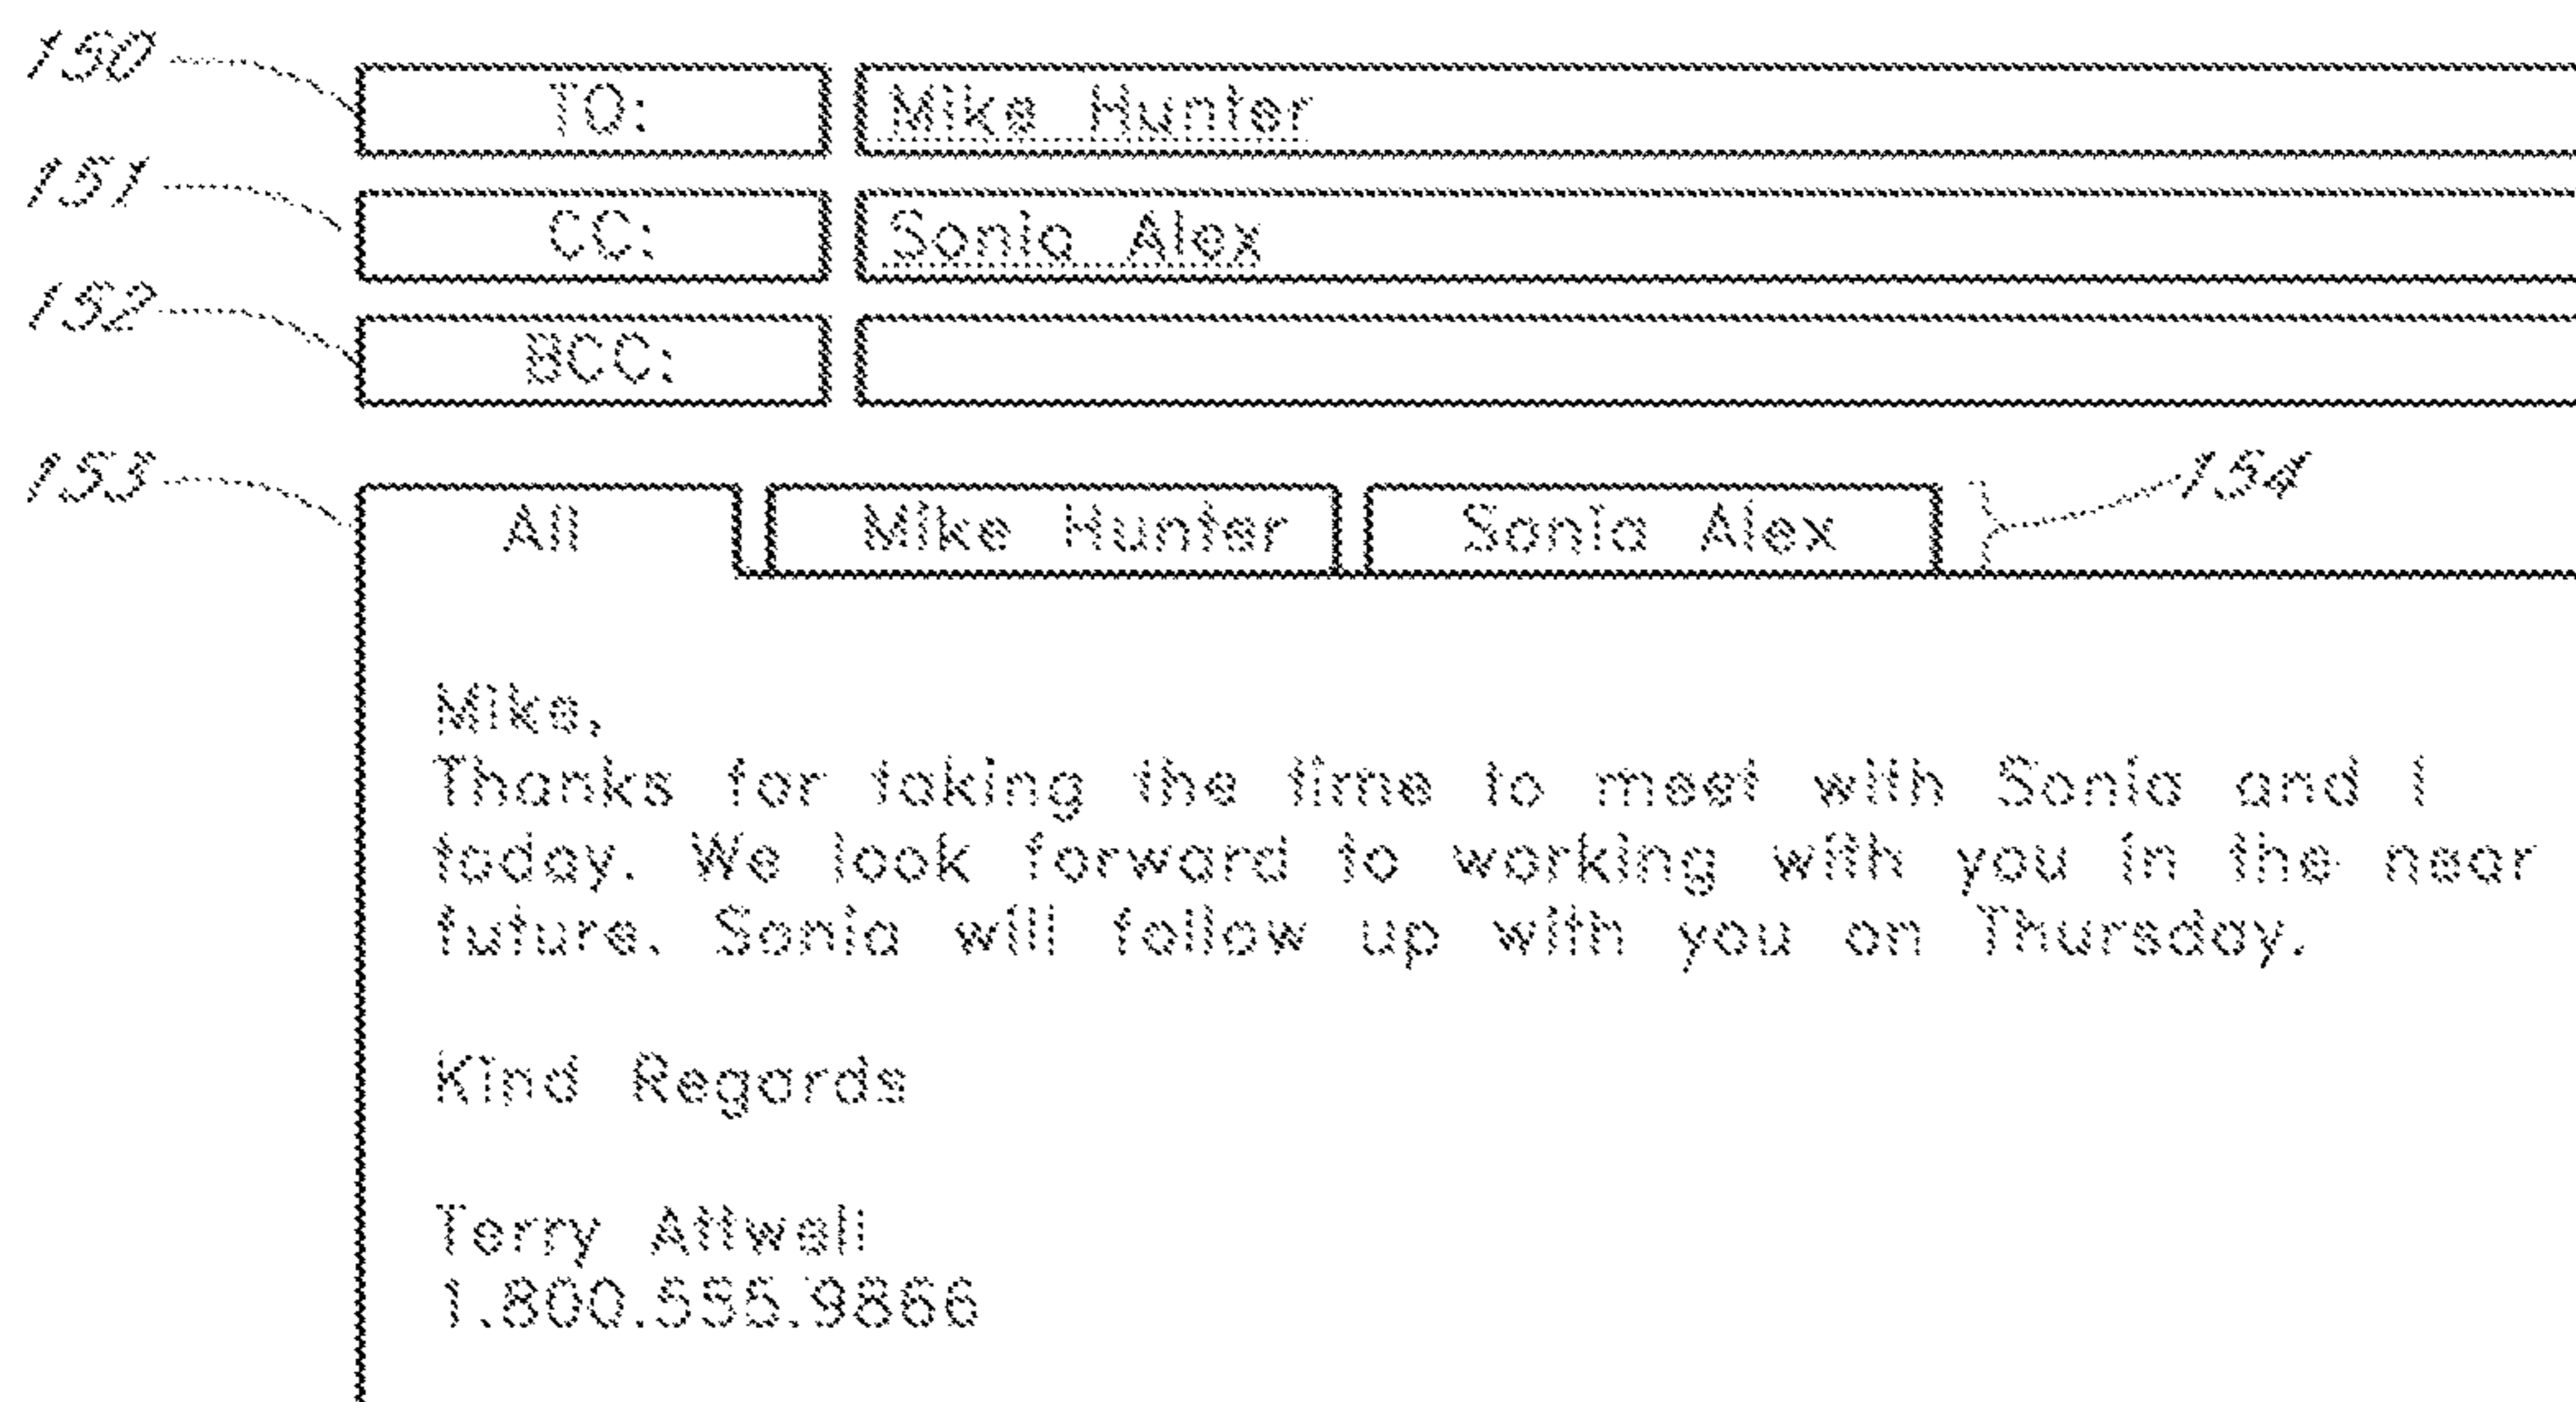 150
TO: Mike Hunter
151
CC: Sonia Alex
152
BCC:
153
All Mike Hunter Sonia Alex 154
Mike,
Thanks for taking the time to meet with Sonia and I
today. We look forward to working with you in the near
future. Sonia will follow up with you on Thursday.
Kind Regards
Terry Attwell
1.800.555.9866